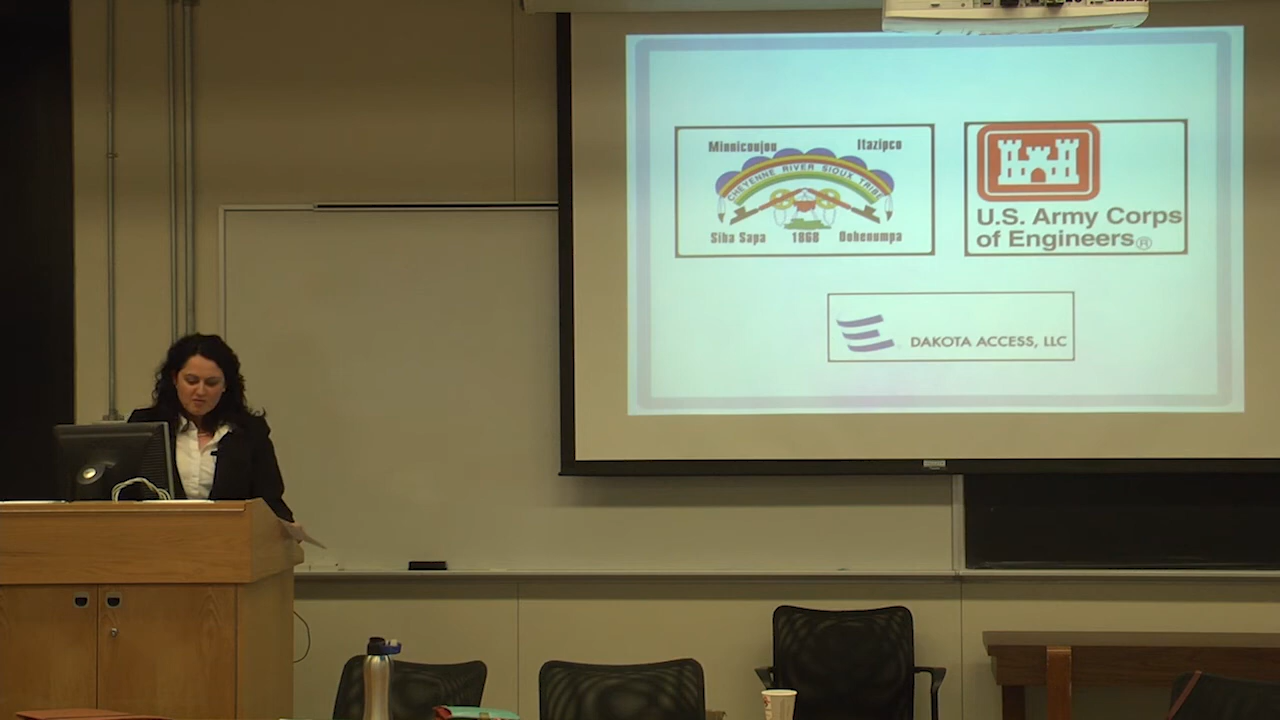 Minnicoujou Itazipco
CHEYENNE RIVER SIOUX TRIBE
Siha Sapa 1868 Oohenumpa
U.S. Army Corps
of Engineers®
DAKOTA ACCESS, LLC